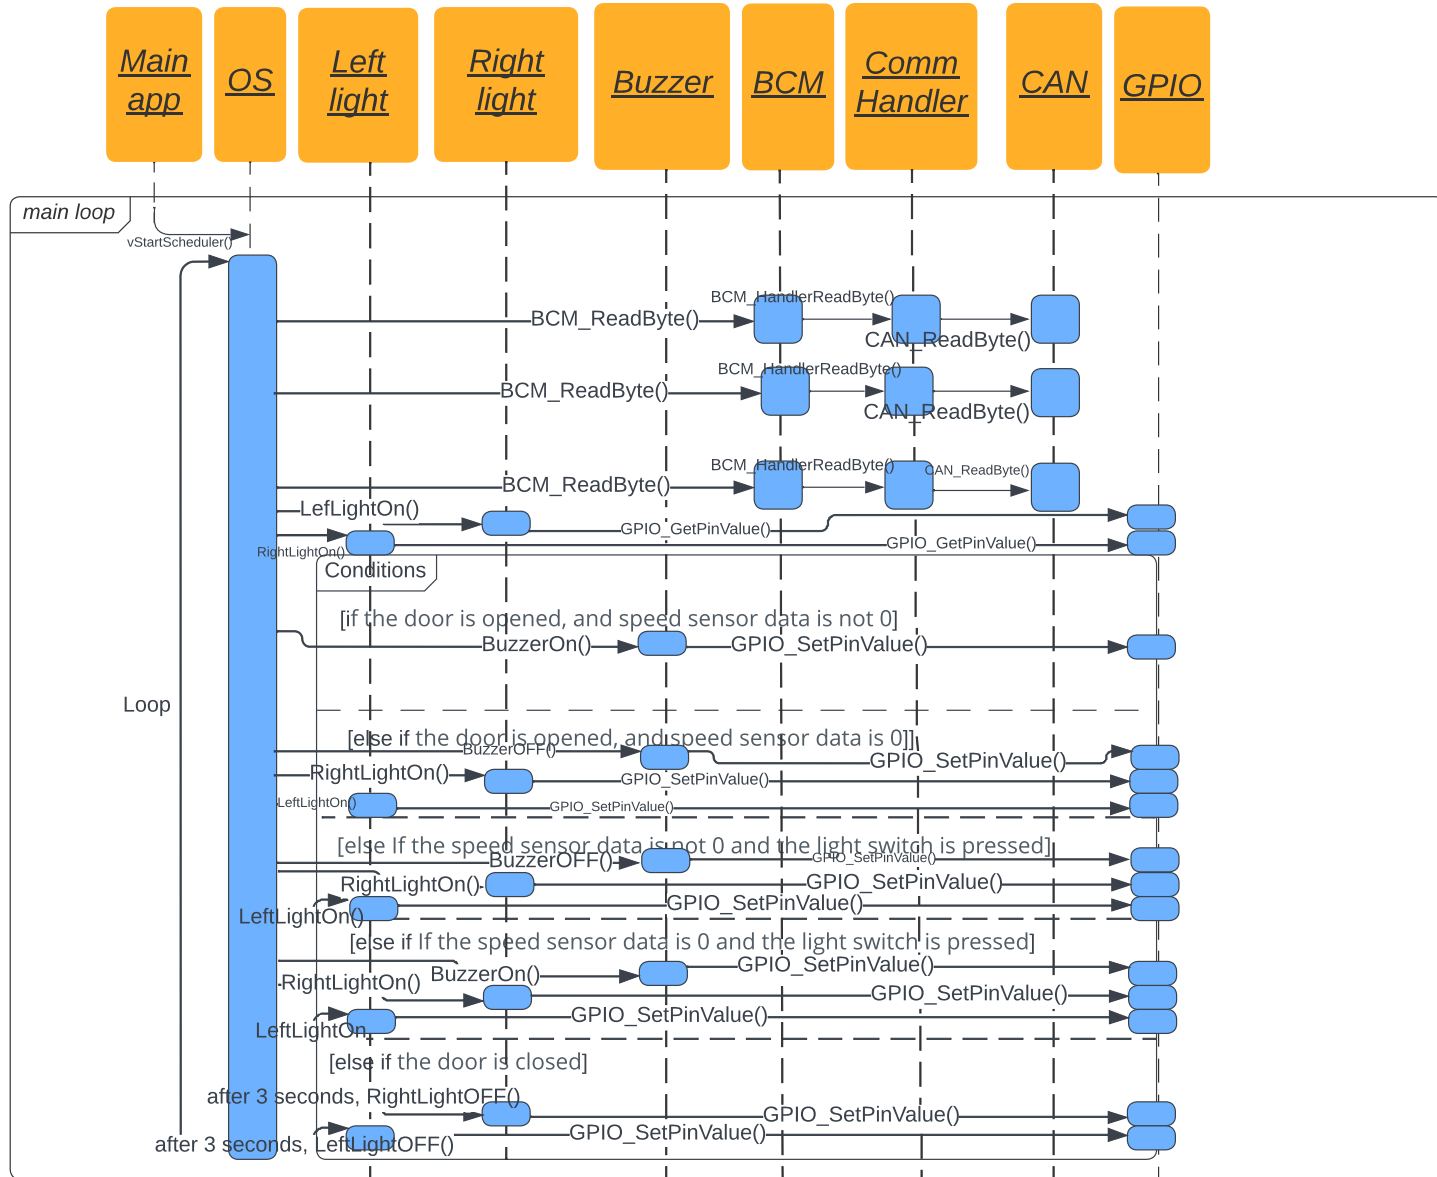 Main
app
OS
Left
light
Right
light
Buzzer
BCM
Comm
Handler
CAN
GPIO
main loop
vStartScheduler()
BCM_HandlerReadByte()
BCM_ReadByte()
CAN_ReadByte()
BCM_HandlerReadByte()
BCM_ReadByte()
CAN_ReadByte()
BCM_HandlerReadByte()
CAN_ReadByte()
BCM_ReadByte()
LefLightOn()
GPIO_GetPinValue()
RightLightOn()
GPIO_GetPinValue()
Conditions
[if the door is opened, and speed sensor data is not 0]
BuzzerOn()
GPIO_SetPinValue()
Loop
[else if the door is opened, and speed sensor data is 0]]
BuzzerOFF()
GPIO_SetPinValue()
RightLightOn()
GPIO_SetPinValue()
LeftLightOn()
GPIO_SetPinValue()
[else If the speed sensor data is not 0 and the light switch is pressed]
BuzzerOFF()
GPIO_SetPinValue()
RightLightOn()
GPIO_SetPinValue()
LeftLightOn()
GPIO_SetPinValue()
[else if If the speed sensor data is 0 and the light switch is pressed]
BuzzerOn()
GPIO_SetPinValue()
RightLightOn()
GPIO_SetPinValue()
LeftLightOn
GPIO_SetPinValue()
[else if the door is closed]
after 3 seconds, RightLightOFF()
GPIO_SetPinValue()
after 3 seconds, LeftLightOFF()
GPIO_SetPinValue()